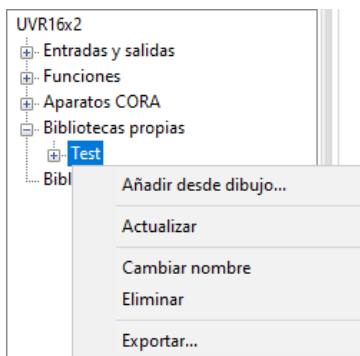 UVR16x2
Entradas y salidas
Funciones
Aparatos CORA
Bibliotecas propias
Test
Bibl
Añadir desde dibujo...
Actualizar
Cambiar nombre
Eliminar
Exportar...